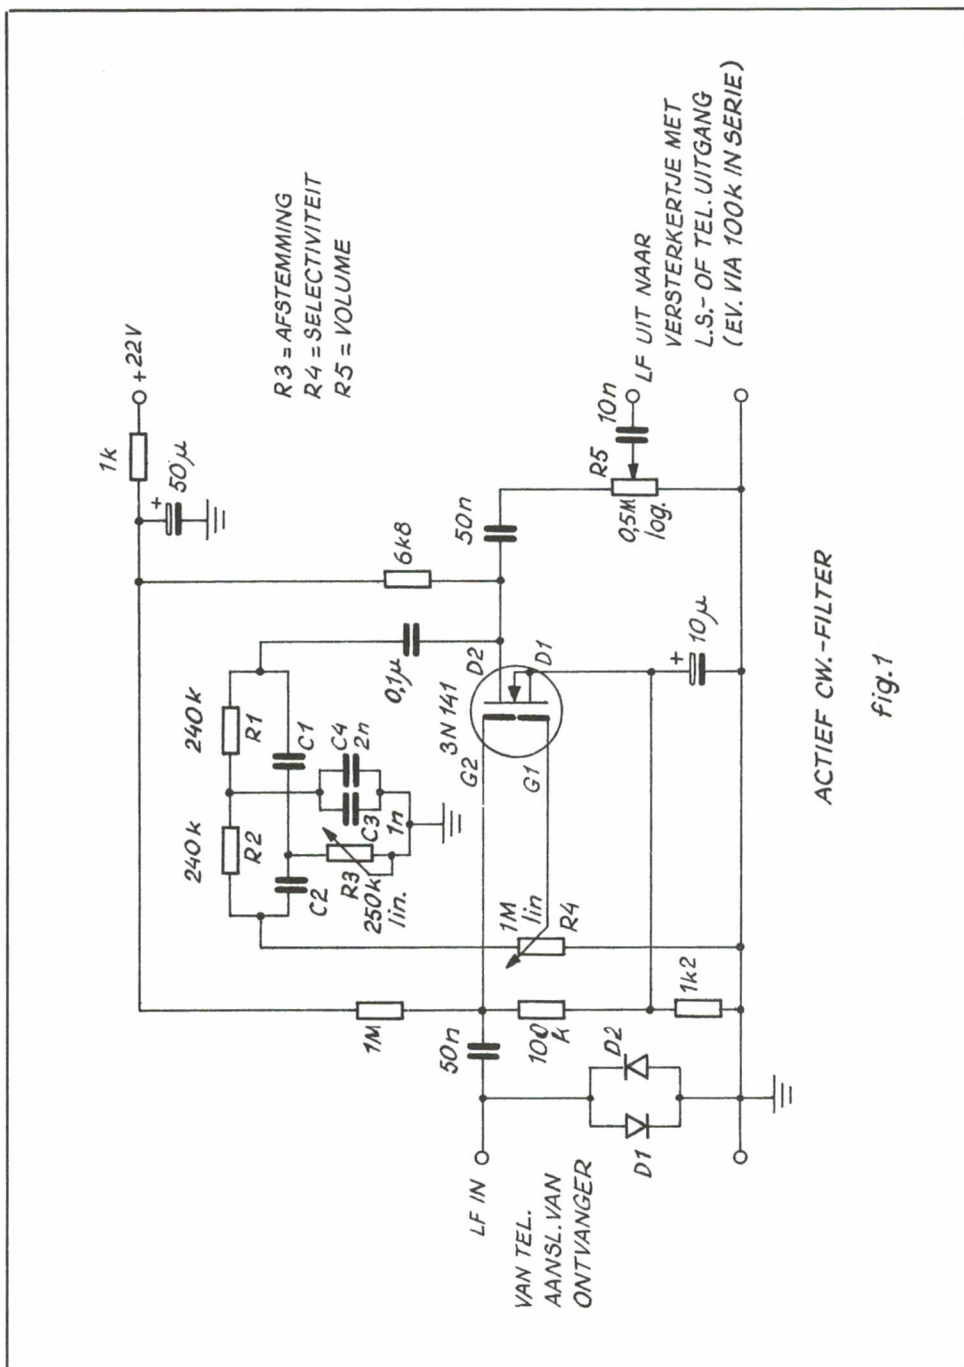 1k
+22V
50µ
+
R3 = AFSTEMMING
R4 = SELECTIVITEIT
R5 = VOLUME
240k
240k
R2
R1
C2
C1
R3
250k
lin.
C3
1n
C4
2n
0,1µ
6k8
1M
50n
1M
lin
R4
G2
3N141
D2
G1
D1
50n
R5
0,5M
log.
10n
LF UIT NAAR
VERSTERKERTJE MET
L.S.- OF TEL. UITGANG
(EV. VIA 100k IN SERIE)
LF IN
VAN TEL.
AANSL. VAN
ONTVANGER
100
k
1k2
D1
D2
+
10µ
ACTIEF CW.-FILTER
fig.1